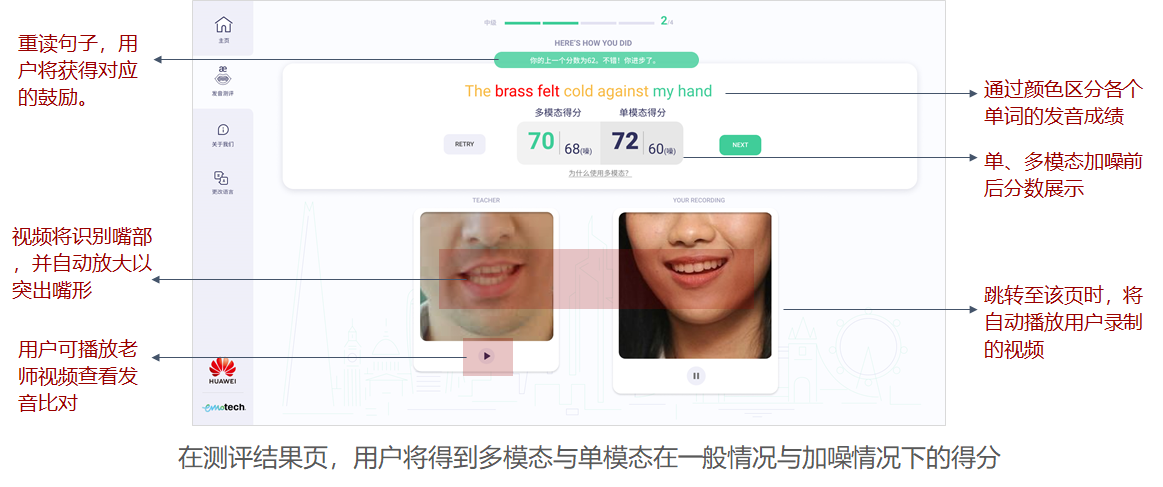 中级
2/4
主页
HERE'S HOW YOU DID
重读句子，用
户将获得对应
的鼓励。
你的上一个分数为62，不错！你进步了。
æ
发音测评
The brass felt cold against my hand
通过颜色区分各个
单词的发音成绩
多模态得分
单模态得分
RETRY
70
68(噪)
72
60(噪)
NEXT
关于我们
单、多模态加噪前
后分数展示
为什么使用多模态？
更改语言
TEACHER
YOUR RECORDING
视频将识别嘴部
，并自动放大以
突出嘴形
跳转至该页时，将
自动播放用户录制
的视频
用户可播放老
师视频查看发
音比对
HUAWEI
emotech.
在测评结果页，用户将得到多模态与单模态在一般情况与加噪情况下的得分